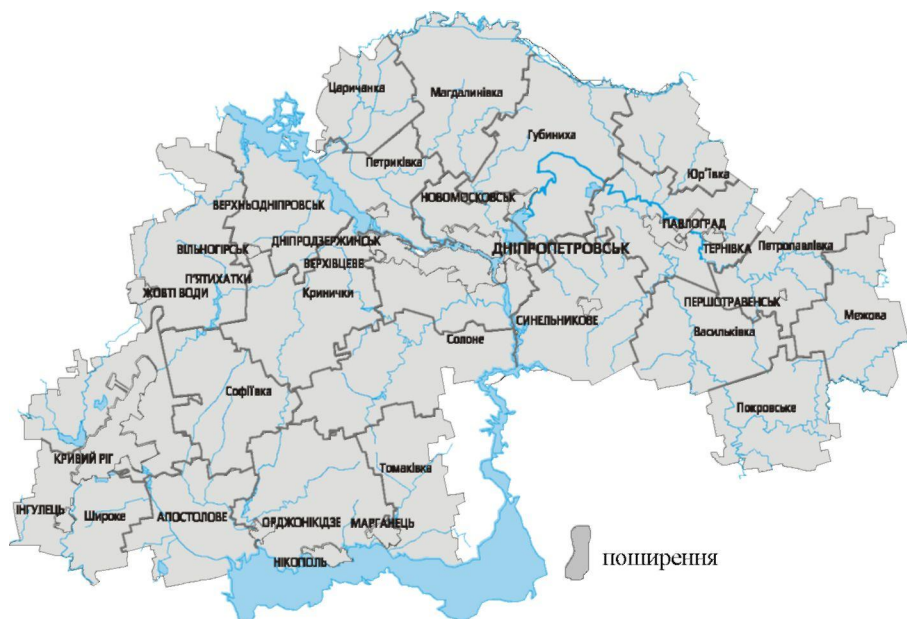 Царичанка
Магдалинівка
Губиниха
Петриківка
Юр'ївка
НОВОМОСКОВСЬК
ВЕРХНЬОДНІПРОВСЬК
ПАВЛОГРАД
ДНІПРОДЗЕРЖИНСЬК
ДНІПРОПЕТРОВСЬК
ТЕРНІВКА
Петропавлівка
ВІЛЬНОГІРСЬК
ВЕРХІВЦЕВЕ
П'ЯТИХАТКИ
ЖОВТІ ВОДИ
Кринички
ПЕРШОТРАВЕНСЬК
СИНЕЛЬНИКОВЕ
Межова
Васильківка
Солоне
Софіївка
Покровське
КРИВИЙ РІГ
Томаківка
ІНГУЛЕЦЬ
Широке
АПОСТОЛОВЕ
ОРДЖОНІКІДЗЕ
МАРГАНЕЦЬ
НІКОПОЛЬ
поширення